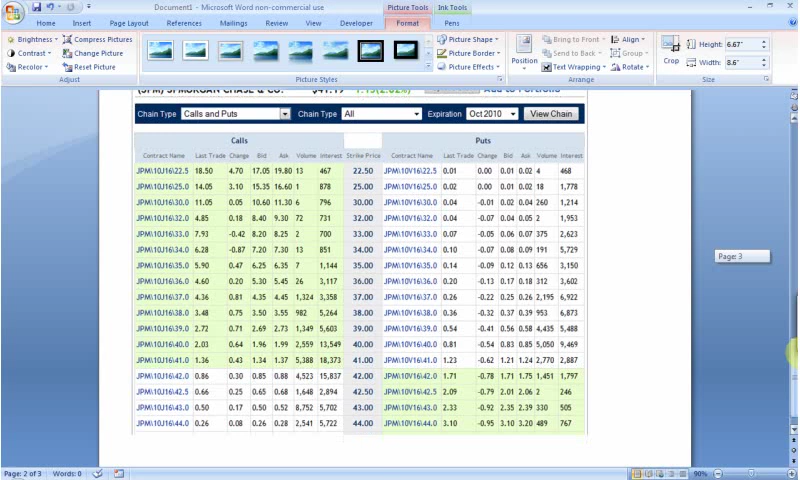 Document1 - Microsoft Word non-commercial use
Picture Tools
Ink Tools
Home
Insert
Page Layout
References
Mailings
Review
View
Developer
Format
Pens
Brightness
Contrast
Recolor
Compress Pictures
Change Picture
Reset Picture
Adjust
Picture Shape
Picture Border
Picture Effects
Picture Styles
Position
Bring to Front
Send to Back
Text Wrapping
Align
Group
Rotate
Arrange
Crop
Height: 6.67"
Width: 8.6"
Size
(JPM) JPMORGAN CHASE & CO.
Chain Type Calls and Puts Chain Type All Expiration Oct 2010 View Chain
Calls Puts
Contract Name Last Trade Change Bid Ask Volume Interest Strike Price Contract Name Last Trade Change Bid Ask Volume Interest
JPM\10J16\22.5 18.50 4.70 17.05 19.80 13 467 22.50 JPM\10V16\22.5 0.01 0.00 0.01 0.02 4 468
JPM\10J16\25.0 14.05 3.10 15.35 16.60 1 878 25.00 JPM\10V16\25.0 0.02 0.00 0.01 0.02 18 1,778
JPM\10J16\30.0 11.05 0.05 10.60 11.30 6 796 30.00 JPM\10V16\30.0 0.04 -0.01 0.02 0.04 260 1,214
JPM\10J16\32.0 4.85 0.18 8.40 9.30 72 731 32.00 JPM\10V16\32.0 0.04 -0.07 0.04 0.05 2 1,953
JPM\10J16\33.0 7.93 -0.42 8.20 8.25 2 700 33.00 JPM\10V16\33.0 0.07 -0.05 0.06 0.07 375 2,623
JPM\10J16\34.0 6.28 -0.87 7.20 7.30 13 851 34.00 JPM\10V16\34.0 0.10 -0.07 0.08 0.09 191 5,729
JPM\10J16\35.0 5.90 0.47 6.25 6.35 7 1,144 35.00 JPM\10V16\35.0 0.14 -0.09 0.12 0.13 656 3,150
JPM\10J16\36.0 4.60 0.20 5.30 5.45 26 3,117 36.00 JPM\10V16\36.0 0.20 -0.13 0.17 0.18 312 3,602
JPM\10J16\37.0 4.36 0.81 4.35 4.45 1,324 3,358 37.00 JPM\10V16\37.0 0.26 -0.22 0.25 0.26 2,195 6,922
JPM\10J16\38.0 3.48 0.75 3.50 3.55 982 5,264 38.00 JPM\10V16\38.0 0.36 -0.32 0.37 0.39 953 6,873
JPM\10J16\39.0 2.72 0.71 2.69 2.73 1,349 5,603 39.00 JPM\10V16\39.0 0.54 -0.41 0.56 0.58 4,435 5,488
JPM\10J16\40.0 2.03 0.64 1.96 1.99 2,559 13,549 40.00 JPM\10V16\40.0 0.81 -0.54 0.83 0.85 5,050 9,469
JPM\10J16\41.0 1.36 0.43 1.34 1.37 5,388 18,373 41.00 JPM\10V16\41.0 1.23 -0.62 1.21 1.24 2,770 2,887
JPM\10J16\42.0 0.86 0.30 0.85 0.88 4,523 15,837 42.00 JPM\10V16\42.0 1.71 -0.78 1.71 1.75 1,451 1,797
JPM\10J16\42.5 0.66 0.25 0.65 0.68 1,648 2,894 42.50 JPM\10V16\42.5 2.09 -0.79 2.01 2.06 2 246
JPM\10J16\43.0 0.50 0.17 0.50 0.52 8,752 5,702 43.00 JPM\10V16\43.0 2.33 -0.92 2.35 2.39 330 505
JPM\10J16\44.0 0.26 0.08 0.26 0.28 2,541 5,722 44.00 JPM\10V16\44.0 3.10 -0.95 3.10 3.20 489 767
Page: 3
Page: 2 of 3 Words: 0 90%